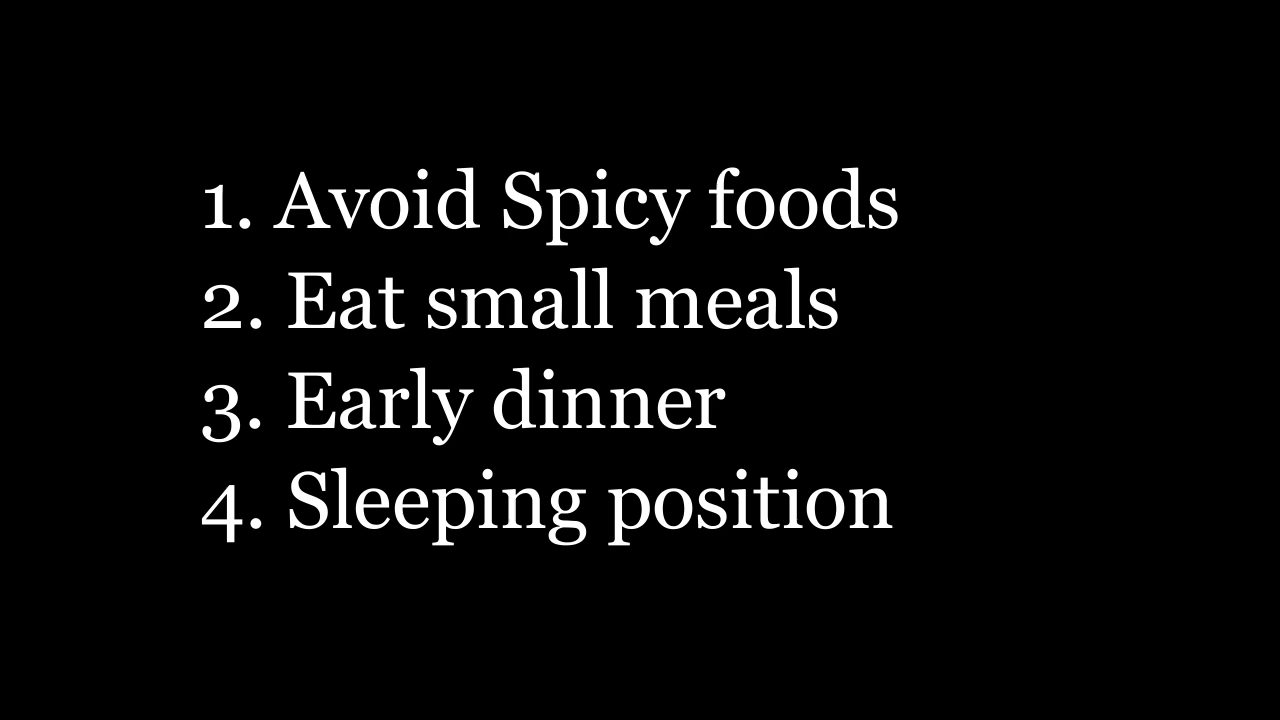 1. Avoid Spicy foods
2. Eat small meals
3. Early dinner
4. Sleeping position